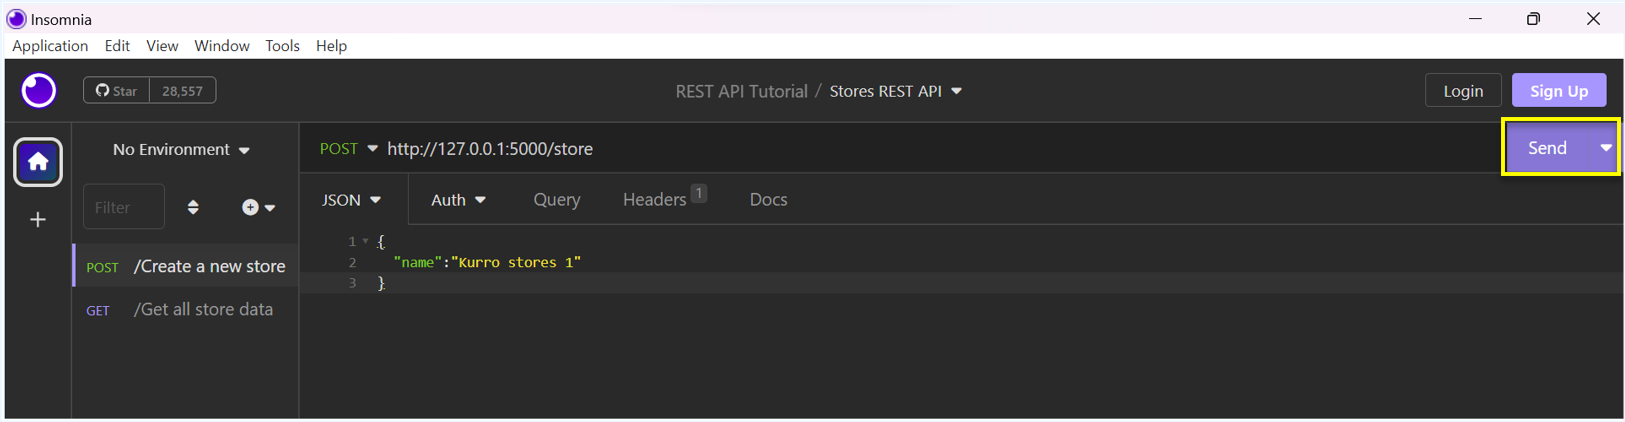 Insomnia
Application Edit View Window Tools Help
Star 28,557 REST API Tutorial / Stores REST API Login Sign Up
No Environment POST http://127.0.0.1:5000/store Send
JSON Auth Query Headers 1 Docs
Filter
1 {
2 "name":"Kurro stores 1"
3 }
POST /Create a new store
GET /Get all store data